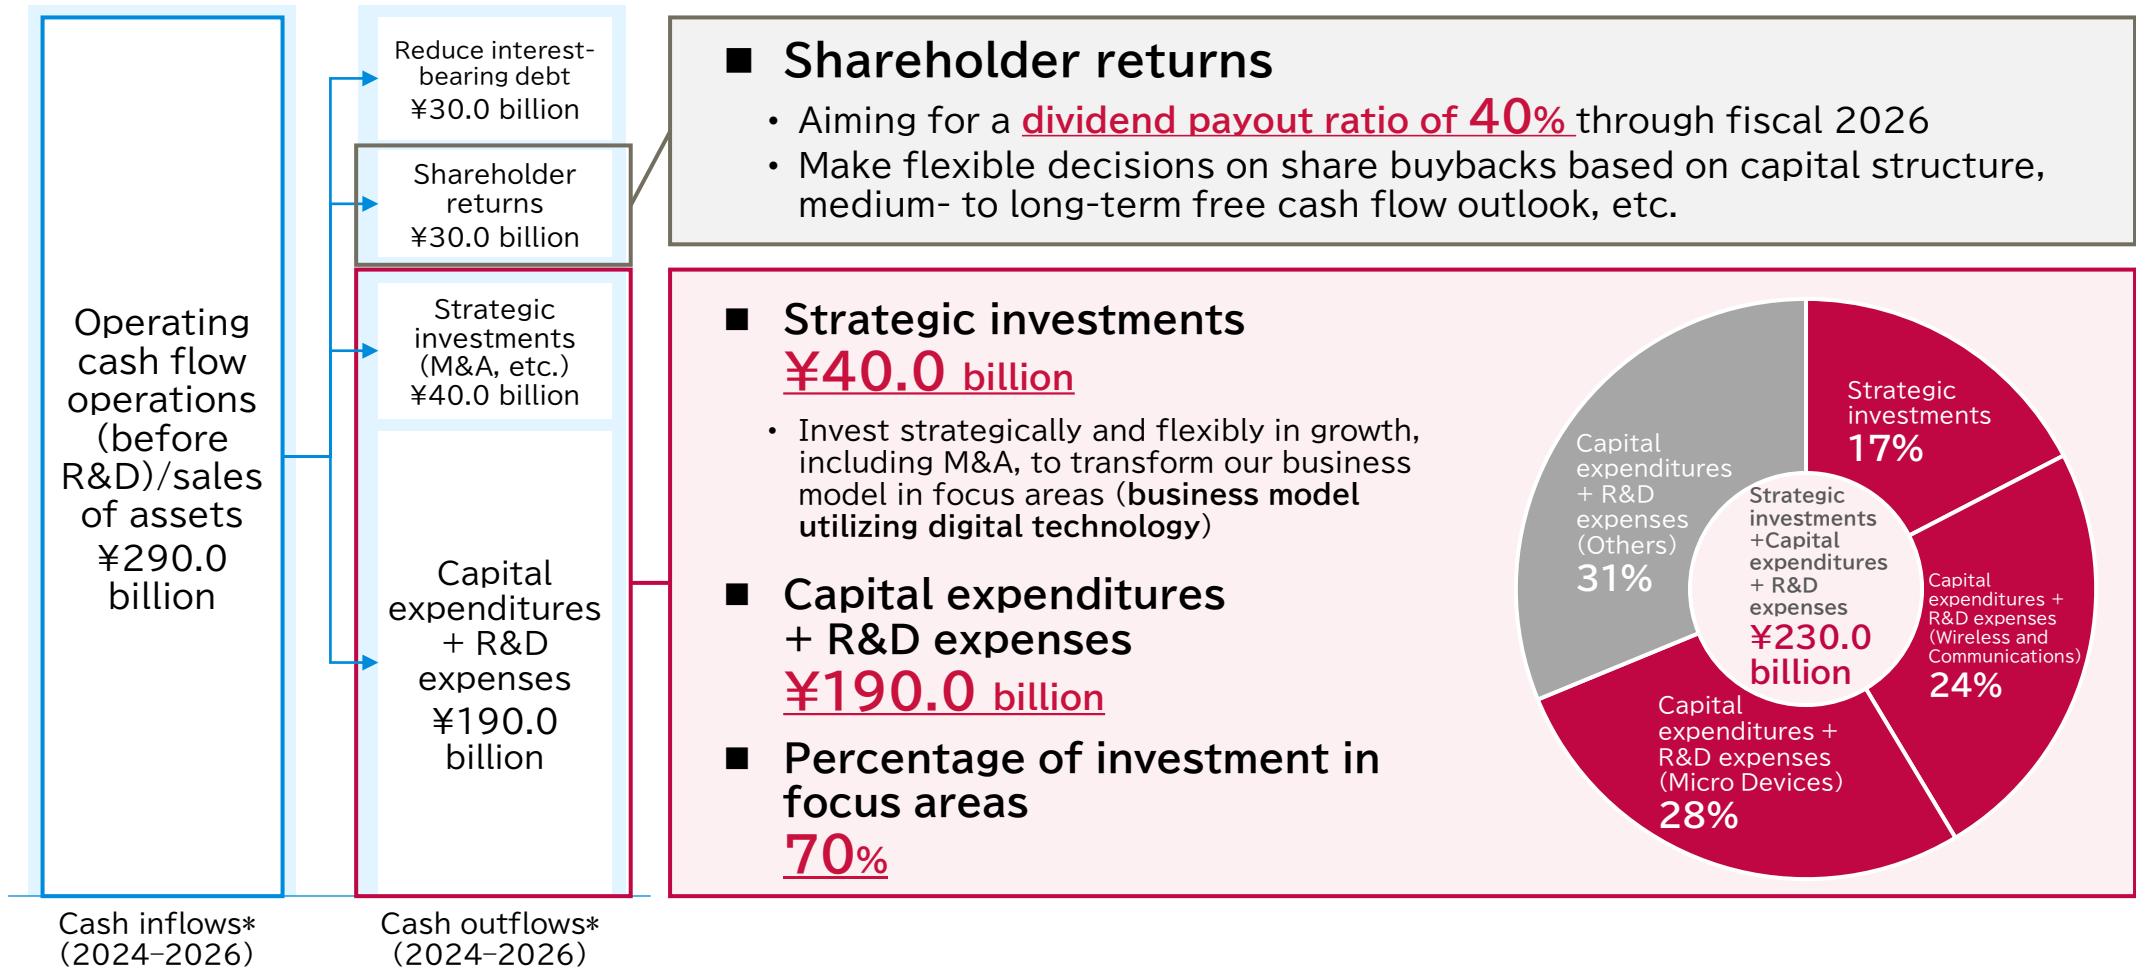 Operating
cash flow
operations
(before
R&D)/sales
of assets
¥290.0
billion
Cash inflows*
(2024–2026)
Reduce interest-
bearing debt
¥30.0 billion
Shareholder
returns
¥30.0 billion
Strategic
investments
(M&A, etc.)
¥40.0 billion
Capital
expenditures
+ R&D
expenses
¥190.0
billion
Cash outflows*
(2024–2026)
■ Shareholder returns
・ Aiming for a dividend payout ratio of 40% through fiscal 2026
・ Make flexible decisions on share buybacks based on capital structure,
medium- to long-term free cash flow outlook, etc.
■ Strategic investments
¥40.0 billion
・ Invest strategically and flexibly in growth,
including M&A, to transform our business
model in focus areas (business model
utilizing digital technology)
■ Capital expenditures
+ R&D expenses
¥190.0 billion
■ Percentage of investment in
focus areas
70%
Strategic
investments
17%
Capital
expenditures +
R&D expenses
(Wireless and
Communications)
24%
Capital
expenditures +
R&D expenses
(Micro Devices)
28%
Capital
expenditures
+ R&D
expenses
(Others)
31%
Strategic
investments
+Capital
expenditures
+ R&D
expenses
¥230.0
billion